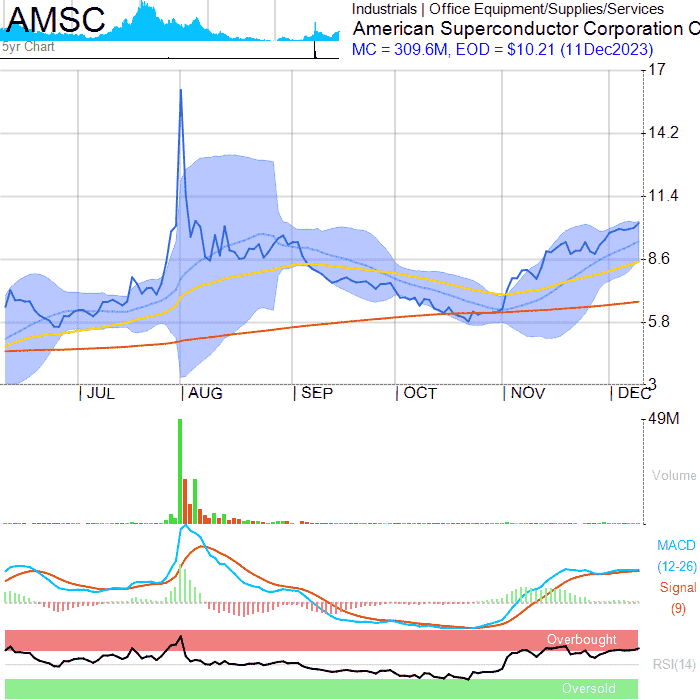 AMSC
5yr Chart
Industrials | Office Equipment/Supplies/Services
American Superconductor Corporation C
MC = 309.6M, EOD = $10.21 (11Dec2023)
17
14.2
11.4
8.6
5.8
3
JUL AUG SEP OCT NOV DEC
49M
Volume
MACD
(12-26)
Signal
(9)
Overbought
RSI(14)
Oversold